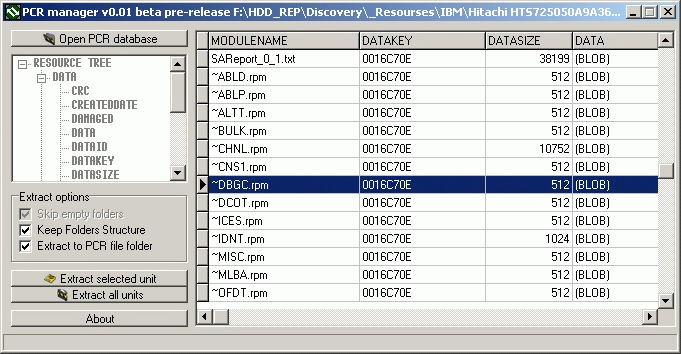 PCR manager v0.01 beta pre-release F:\HDD_REP\Discovery\_Resourses\IBM\Hitachi HTS725050A9A36...
Open PCR database
RESOURCE TREE
DATA
CRC
CREATEDDATE
DAMAGED
DATA
DATAID
DATAKEY
DATASIZE
Extract options
Skip empty folders
Keep Folders Structure
Extract to PCR file folder
Extract selected unit
Extract all units
About
MODULENAME DATAKEY DATASIZE DATA
SAReport_0_1.txt 0016C70E 38199 (BLOB)
~ABLD.rpm 0016C70E 512 (BLOB)
~ABLP.rpm 0016C70E 512 (BLOB)
~ALTT.rpm 0016C70E 512 (BLOB)
~BULK.rpm 0016C70E 512 (BLOB)
~CHNL.rpm 0016C70E 10752 (BLOB)
~CNS1.rpm 0016C70E 512 (BLOB)
~DBGC.rpm 0016C70E 512 (BLOB)
~DCOT.rpm 0016C70E 512 (BLOB)
~ICES.rpm 0016C70E 512 (BLOB)
~IDNT.rpm 0016C70E 1024 (BLOB)
~MISC.rpm 0016C70E 512 (BLOB)
~MLBA.rpm 0016C70E 512 (BLOB)
~OFDT.rpm 0016C70E 512 (BLOB)